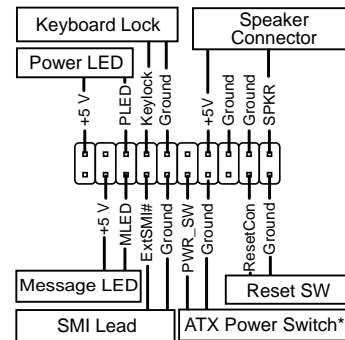 Keyboard Lock
Speaker
Connector
Power LED
+5 V
PLED
Keylock
Ground
+5V
Ground
Ground
SPKR
+5 V
MLED
ExtSMI#
Ground
PWR_SW
Ground
ResetCon
Ground
Message LED
Reset SW
SMI Lead
ATX Power Switch*